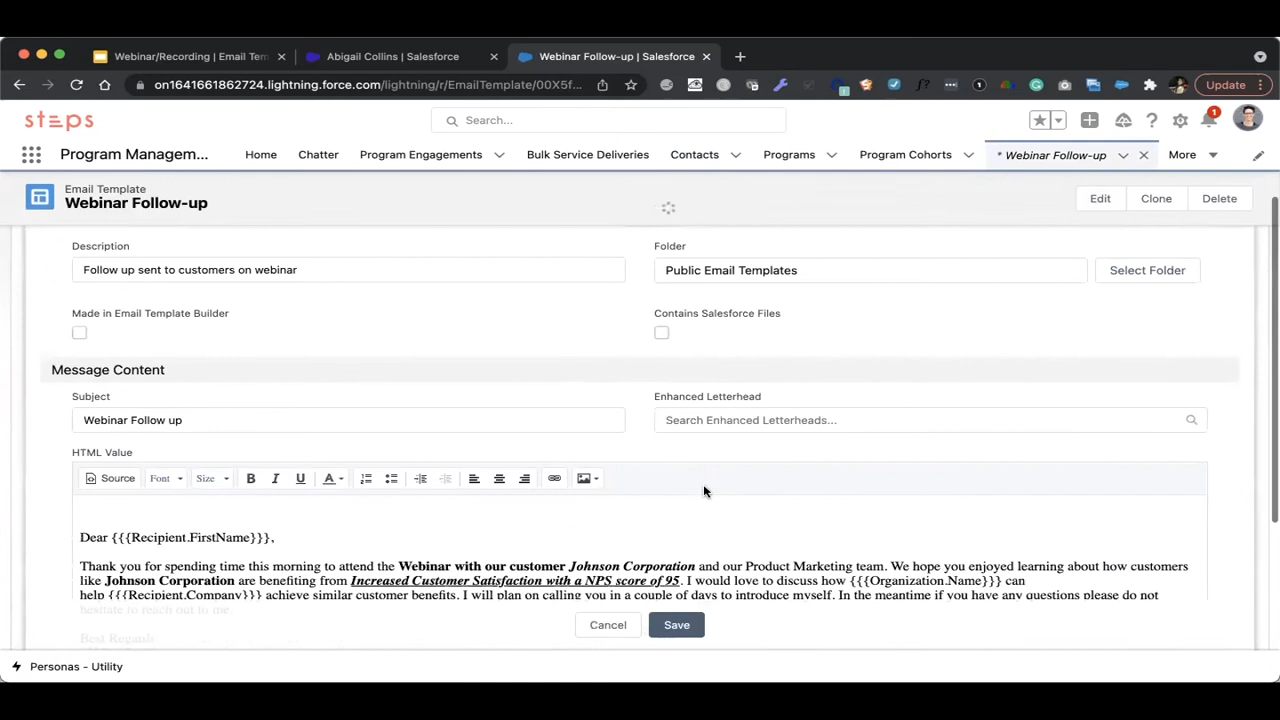 Webinar/Recording | Email Tem
Abigail Collins | Salesforce
Webinar Follow-up | Salesforce
on1641661862724.lightning.force.com/lightning/r/EmailTemplate/00X5f...
Update
steps
Search...
1
Program Managem...
Home
Chatter
Program Engagements
Bulk Service Deliveries
Contacts
Programs
Program Cohorts
* Webinar Follow-up
More
Email Template
Webinar Follow-up
Edit
Clone
Delete
Description
Folder
Follow up sent to customers on webinar
Public Email Templates
Select Folder
Made in Email Template Builder
Contains Salesforce Files
Message Content
Subject
Enhanced Letterhead
Webinar Follow up
Search Enhanced Letterheads...
HTML Value
Source
Font
Size
B
I
U
A
Dear {{{Recipient.FirstName}}},
Thank you for spending time this morning to attend the Webinar with our customer Johnson Corporation and our Product Marketing team. We hope you enjoyed learning about how customers
like Johnson Corporation are benefiting from Increased Customer Satisfaction with a NPS score of 95. I would love to discuss how {{{Organization.Name}}} can
help {{{Recipient.Company}}} achieve similar customer benefits. I will plan on calling you in a couple of days to introduce myself. In the meantime if you have any questions please do not
hesitate to reach out to me.
Best Regards
Cancel
Save
Personas - Utility